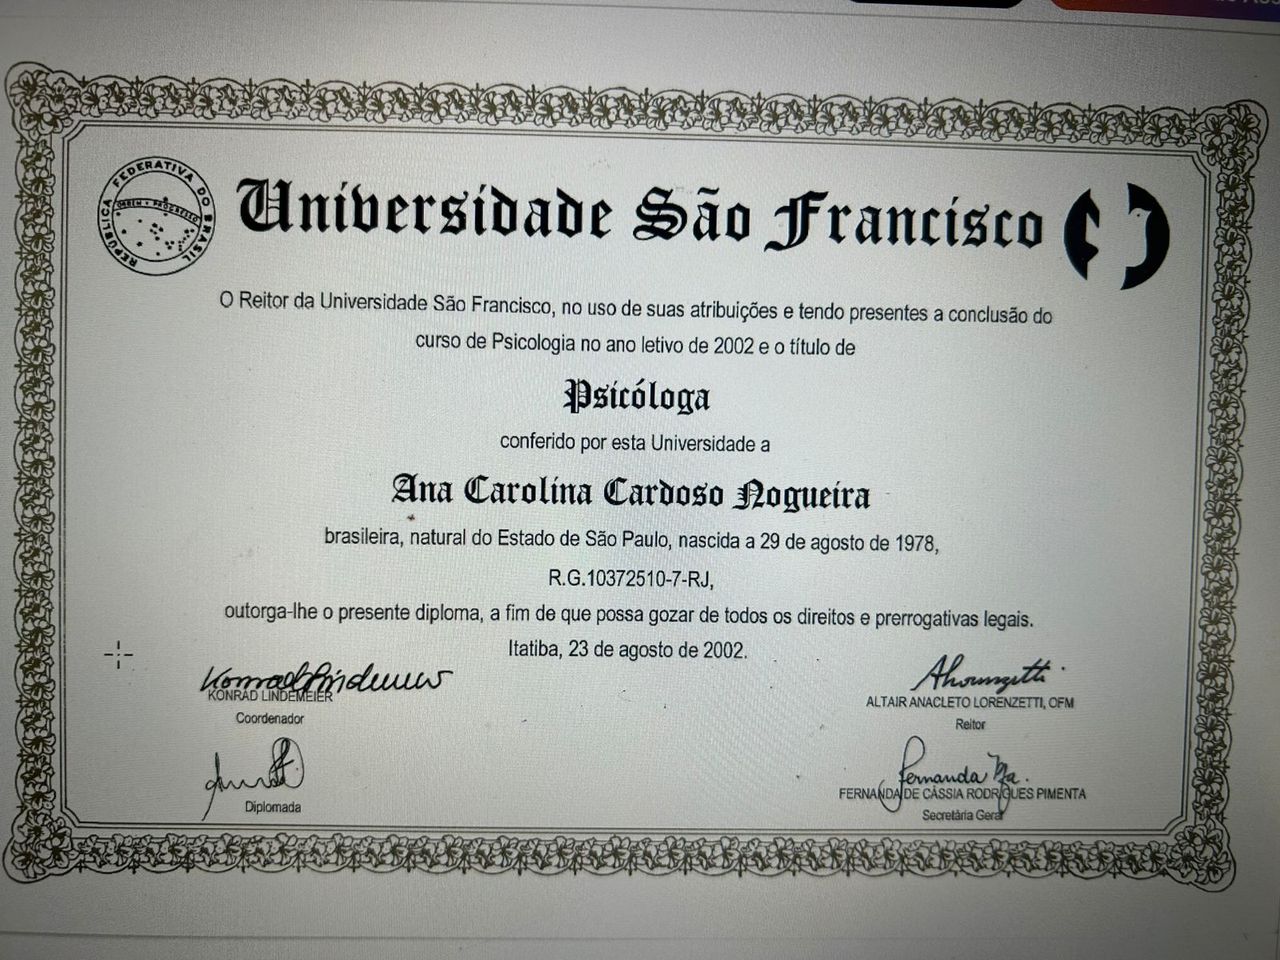 REPÚBLICA FEDERATIVA DO BRASIL
ORDEM E PROGRESSO
Universidade São Francisco
O Reitor da Universidade São Francisco, no uso de suas atribuições e tendo presentes a conclusão do
curso de Psicologia no ano letivo de 2002 e o título de
Psicóloga
conferido por esta Universidade a
Ana Carolina Cardoso Nogueira
brasileira, natural do Estado de São Paulo, nascida a 29 de agosto de 1978,
R.G.10372510-7-RJ,
outorga-lhe o presente diploma, a fim de que possa gozar de todos os direitos e prerrogativas legais.
Itatiba, 23 de agosto de 2002.
KONRAD LINDEMEIER
Coordenador
ALTAIR ANACLETO LORENZETTI, OFM
Reitor
Diplomada
Fernanda
FERNANDA DE CÁSSIA RODRIGUES PIMENTA
Secretária Geral